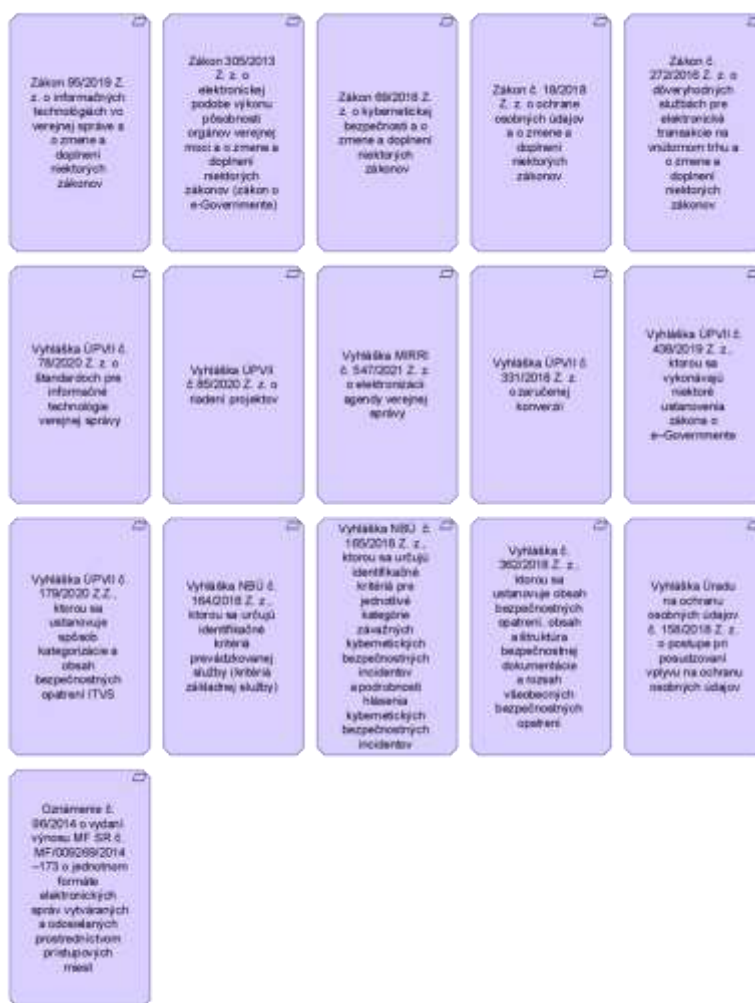 Zákon 95/2019 Z.
z. o informačných
technológiách vo
verejnej správe a
o zmene a
doplnení
niektorých
zákonov
Zákon 305/2013
Z. z. o
elektronickej
podobe výkonu
pôsobnosti
orgánov verejnej
moci a o zmene a
doplnení
niektorých
zákonov (zákon o
e-Governmente)
Zákon 69/2018 Z.
z. o kybernetickej
bezpečnosti a o
zmene a doplnení
niektorých
zákonov
Zákon č. 18/2018
Z. z. o ochrane
osobných údajov
a o zmene a
doplnení
niektorých
zákonov
Zákon č.
272/2016 Z. z. o
dôveryhodných
službách pre
elektronické
transakcie na
vnútornom trhu a
o zmene a
doplnení
niektorých
zákonov
Vyhláška ÚPVII č.
78/2020 Z. z. o
štandardoch pre
informačné
technológie
verejnej správy
Vyhláška ÚPVII
č.85/2020 Z. z. o
riadení projektov
Vyhláška MIRRI
č. 547/2021 Z. z.
o elektronizácii
agendy verejnej
správy
Vyhláška ÚPVII č.
331/2018 Z. z.
o zaručenej
konverzii
Vyhláška ÚPVII č.
438/2019 Z. z.,
ktorou sa
vykonávajú
niektoré
ustanovenia
zákona o
e–Governmente
Vyhláška ÚPVII č.
179/2020 Z.Z.,
ktorou sa
ustanovuje
spôsob
kategorizácie a
obsah
bezpečnostných
opatrení ITVS
Vyhláška NBÚ č.
164/2018 Z. z.,
ktorou sa určujú
identifikačné
kritériá
prevádzkovanej
služby (kritériá
základnej služby)
Vyhláška NBÚ č.
165/2018 Z. z.,
ktorou sa určujú
identifikačné
kritériá pre
jednotlivé
kategórie
závažných
kybernetických
bezpečnostných
incidentov
a podrobnosti
hlásenia
kybernetických
bezpečnostných
incidentov
Vyhláška č.
362/2018 Z. z.,
ktorou sa
ustanovuje obsah
bezpečnostných
opatrení, obsah
a štruktúra
bezpečnostnej
dokumentácie
a rozsah
všeobecných
bezpečnostných
opatrení
Vyhláška Úradu
na ochranu
osobných údajov
č. 158/2018 Z. z.,
o postupe pri
posudzovaní
vplyvu na ochranu
osobných údajov
Oznámenie č.
96/2014 o vydaní
výnosu MF SR č.
MF/009269/2014
–173 o jednotnom
formáte
elektronických
správ vytváraných
a odosielaných
prostredníctvom
prístupových
miest